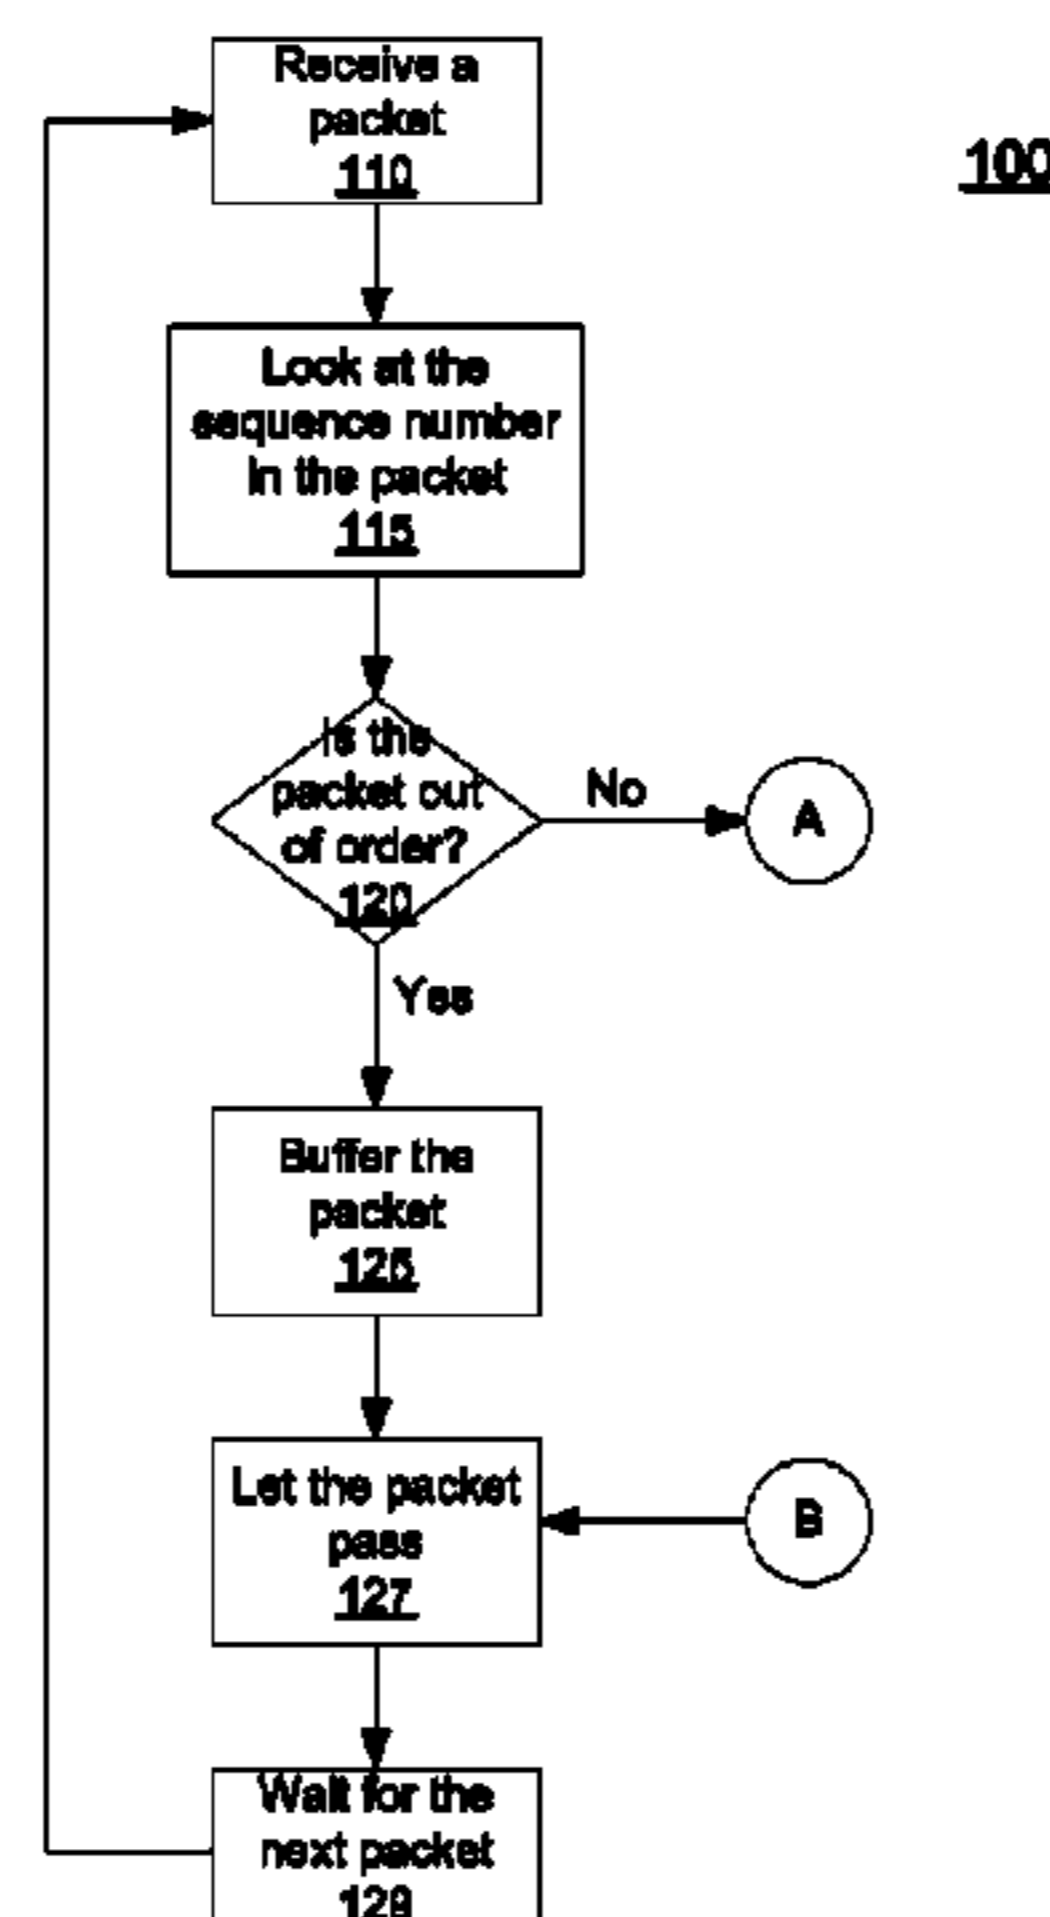 Receive a
packet
110
100
Look at the
sequence number
in the packet
115
Is the
packet out
of order?
120
No
A
Yes
Buffer the
packet
125
Let the packet
pass
127
B
Wait for the
next packet
129